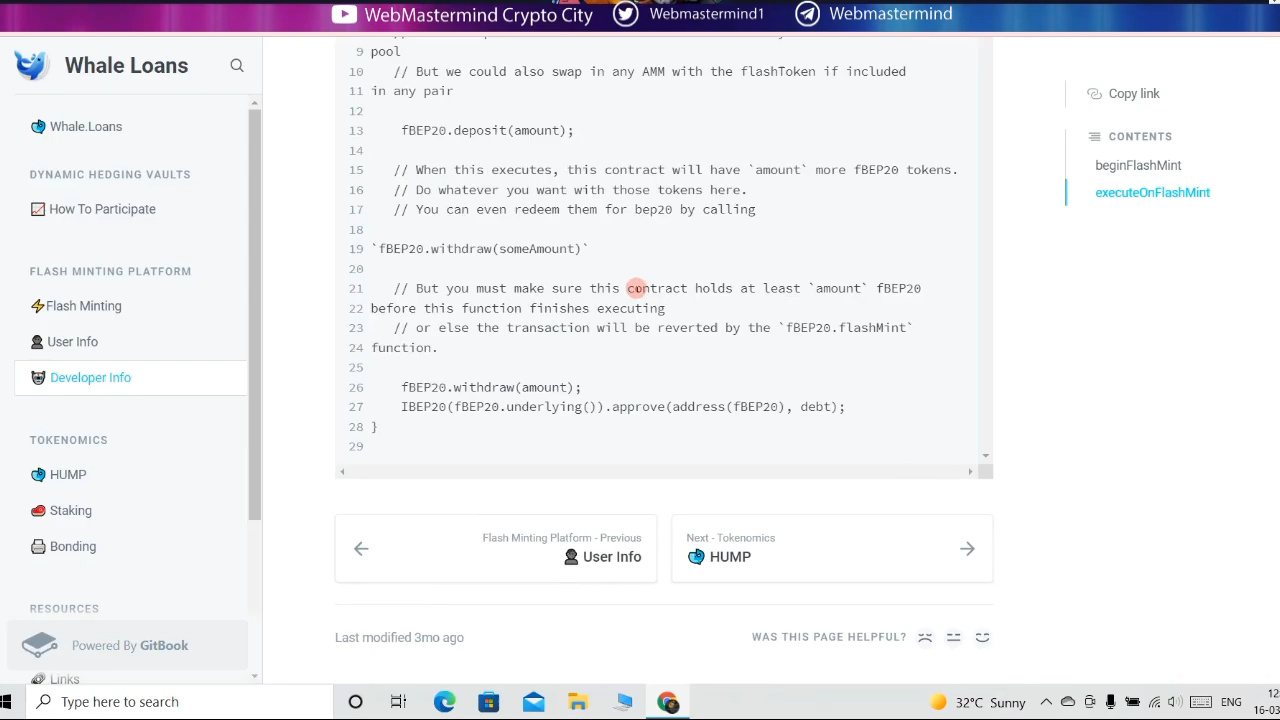 WebMastermind Crypto City
Webmastermind1
Webmastermind
Whale Loans
Whale.Loans
DYNAMIC HEDGING VAULTS
How To Participate
FLASH MINTING PLATFORM
Flash Minting
User Info
Developer Info
TOKENOMICS
HUMP
Staking
Bonding
RESOURCES
Powered By GitBook
Links
9 pool
10 // But we could also swap in any AMM with the flashToken if included
11 in any pair
12
13 fBEP20.deposit(amount);
14
15 // When this executes, this contract will have `amount` more fBEP20 tokens.
16 // Do whatever you want with those tokens here.
17 // You can even redeem them for bep20 by calling
18
19 `fBEP20.withdraw(someAmount)`
20
21 // But you must make sure this contract holds at least `amount` fBEP20
22 before this function finishes executing
23 // or else the transaction will be reverted by the `fBEP20.flashMint`
24 function.
25
26 fBEP20.withdraw(amount);
27 IBEP20(fBEP20.underlying()).approve(address(fBEP20), debt);
28 }
29
Flash Minting Platform - Previous
User Info
Next - Tokenomics
HUMP
Last modified 3mo ago
WAS THIS PAGE HELPFUL?
Copy link
CONTENTS
beginFlashMint
executeOnFlashMint
Type here to search
32°C Sunny
ENG
16-03